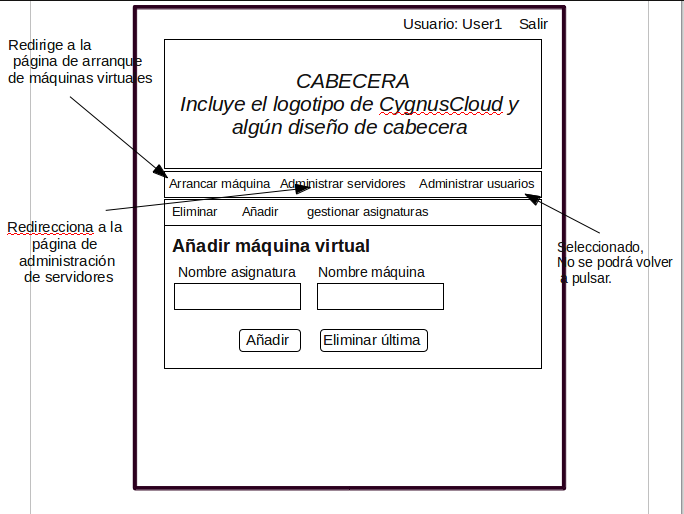 Usuario: User1 Salir
Redirige a la
página de arranque
de máquinas virtuales
CABECERA
Incluye el logotipo de CygnusCloud y
algún diseño de cabecera
Arrancar máquina Administrar servidores Administrar usuarios
Eliminar Añadir gestionar asignaturas
Redirecciona a la
página de
administración
de servidores
Seleccionado,
No se podrá volver
a pulsar.
Añadir máquina virtual
Nombre asignatura Nombre máquina
Añadir Eliminar última